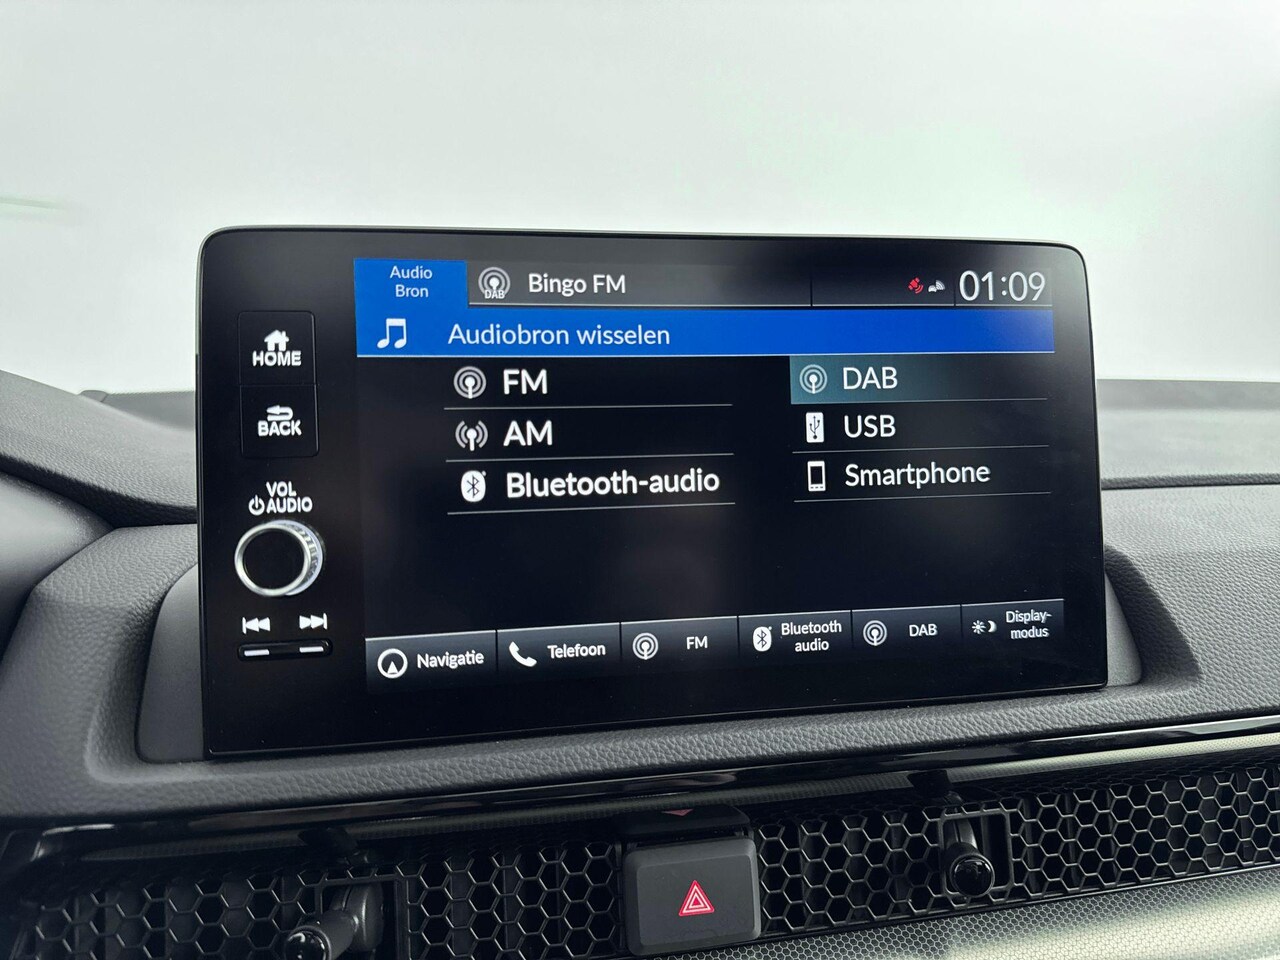 Audio
Bron
DAB
Bingo FM
01:09
Audiobron wisselen
HOME
BACK
VOL
AUDIO
FM
DAB
AM
USB
Bluetooth-audio
Smartphone
Navigatie
Telefoon
FM
Bluetooth
audio
DAB
Display-
modus